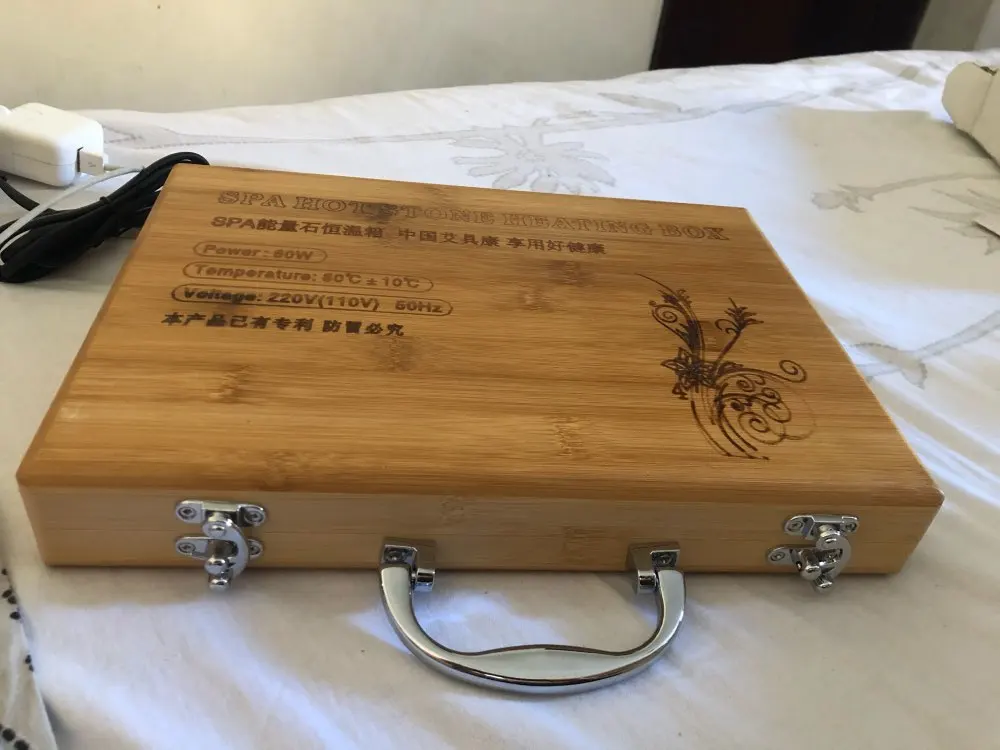 SPA HOT STONE HEATING BOX
SPA能量石恒温箱 中国艾具康 享用好健康
Power: 80W
Temperature: 80℃±10℃
Voltage: 220V(110V) 50Hz
本产品已有专利 防冒必究